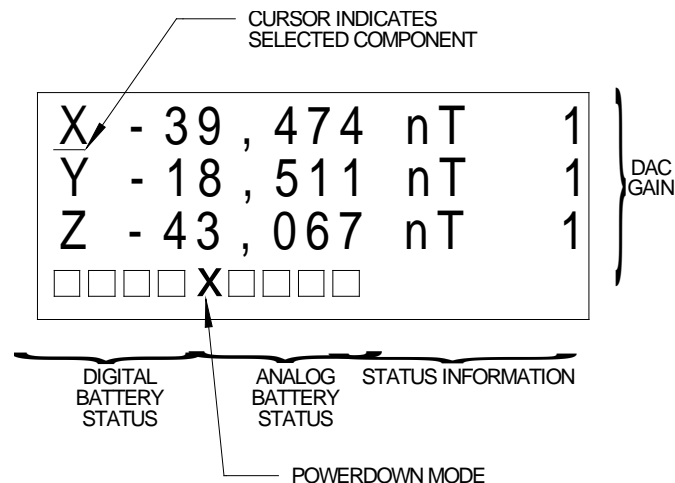 CURSOR INDICATES
SELECTED COMPONENT
X - 39,474 nT 1
Y - 18,511 nT 1
Z - 43,067 nT 1
□□□□X□□□□
DAC
GAIN
DIGITAL
BATTERY
STATUS
ANALOG
BATTERY
STATUS
STATUS INFORMATION
POWERDOWN MODE